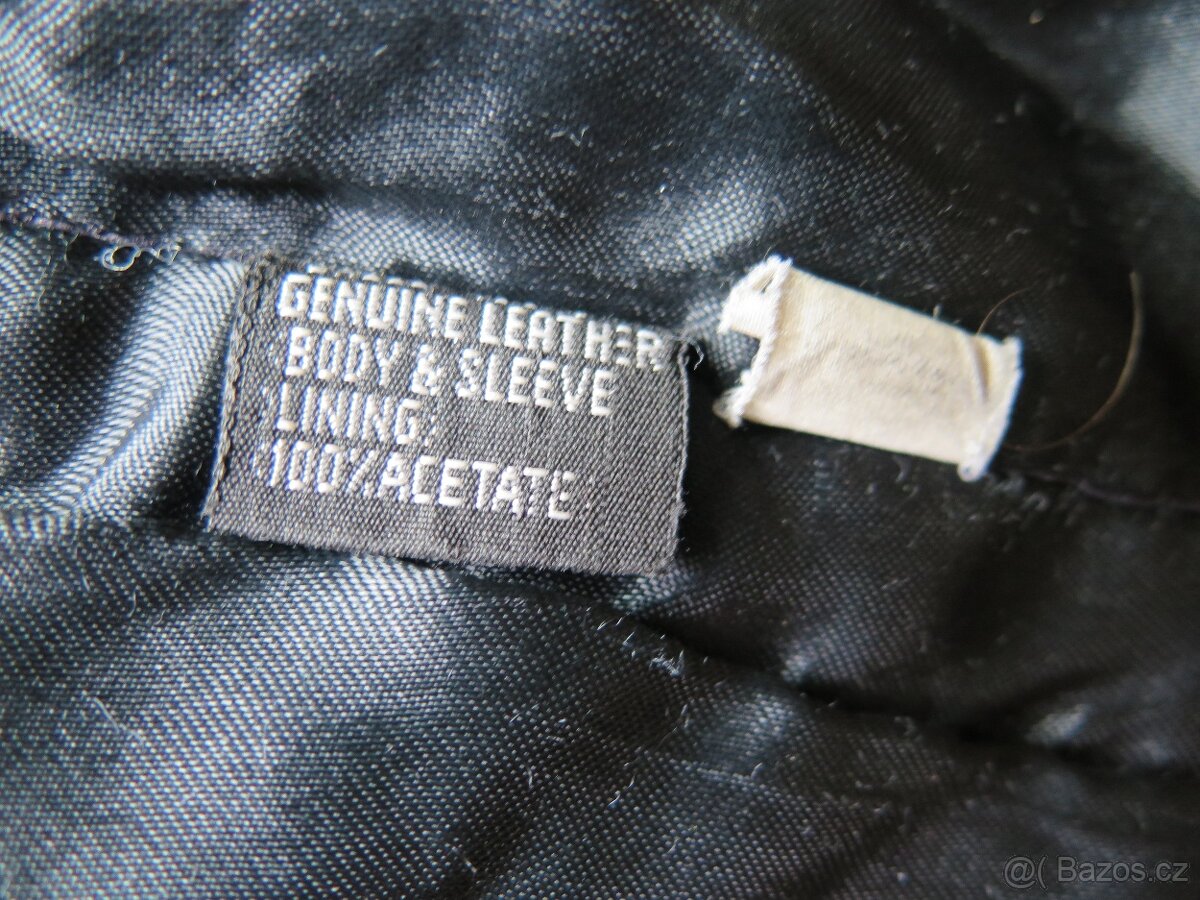 GENUINE LEATHER
BODY & SLEEVE
LINING:
100%ACETATE
@( Bazos.cz